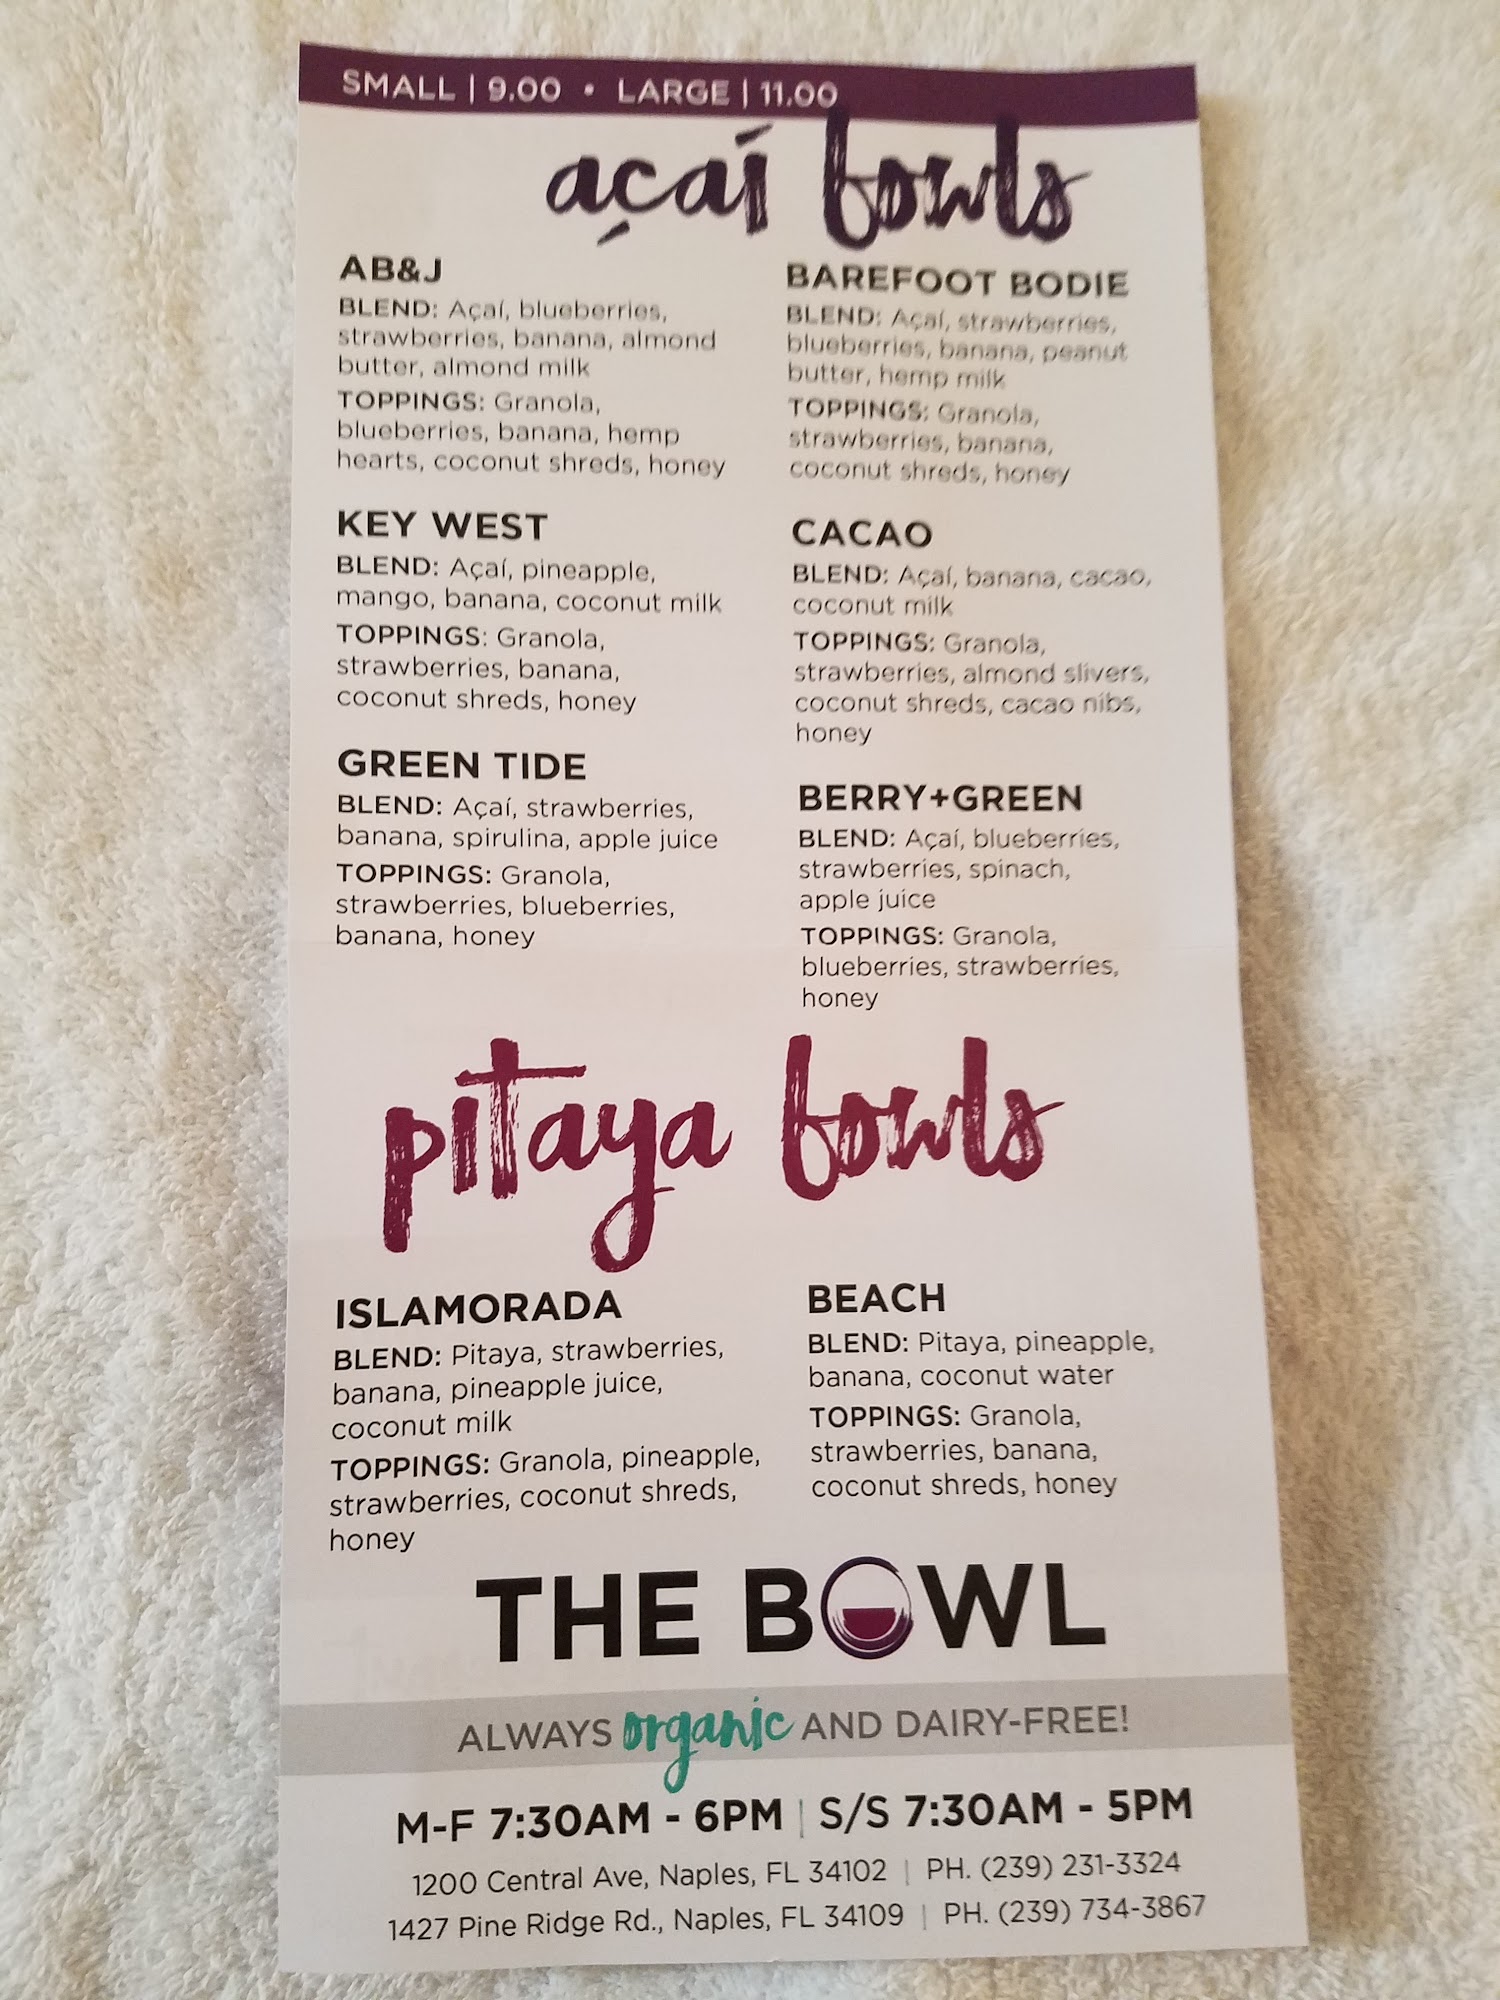 SMALL | 9.00 • LARGE | 11.00
açaí bowls
AB&J
BLEND: Açaí, blueberries,
strawberries, banana, almond
butter, almond milk
TOPPINGS: Granola,
blueberries, banana, hemp
hearts, coconut shreds, honey
KEY WEST
BLEND: Açaí, pineapple,
mango, banana, coconut milk
TOPPINGS: Granola,
strawberries, banana,
coconut shreds, honey
GREEN TIDE
BLEND: Açaí, strawberries,
banana, spirulina, apple juice
TOPPINGS: Granola,
strawberries, blueberries,
banana, honey
BAREFOOT BODIE
BLEND: Açaí, strawberries,
blueberries, banana, peanut
butter, hemp milk
TOPPINGS: Granola,
strawberries, banana,
coconut shreds, honey
CACAO
BLEND: Açaí, banana, cacao,
coconut milk
TOPPINGS: Granola,
strawberries, almond slivers,
coconut shreds, cacao nibs,
honey
BERRY+GREEN
BLEND: Açaí, blueberries,
strawberries, spinach,
apple juice
TOPPINGS: Granola,
blueberries, strawberries,
honey
pitaya bowls
ISLAMORADA
BLEND: Pitaya, strawberries,
banana, pineapple juice,
coconut milk
TOPPINGS: Granola, pineapple,
strawberries, coconut shreds,
honey
BEACH
BLEND: Pitaya, pineapple,
banana, coconut water
TOPPINGS: Granola,
strawberries, banana,
coconut shreds, honey
THE BOWL
ALWAYS organic AND DAIRY-FREE!
M-F 7:30AM - 6PM | S/S 7:30AM - 5PM
1200 Central Ave, Naples, FL 34102 | PH. (239) 231-3324
1427 Pine Ridge Rd., Naples, FL 34109 | PH. (239) 734-3867